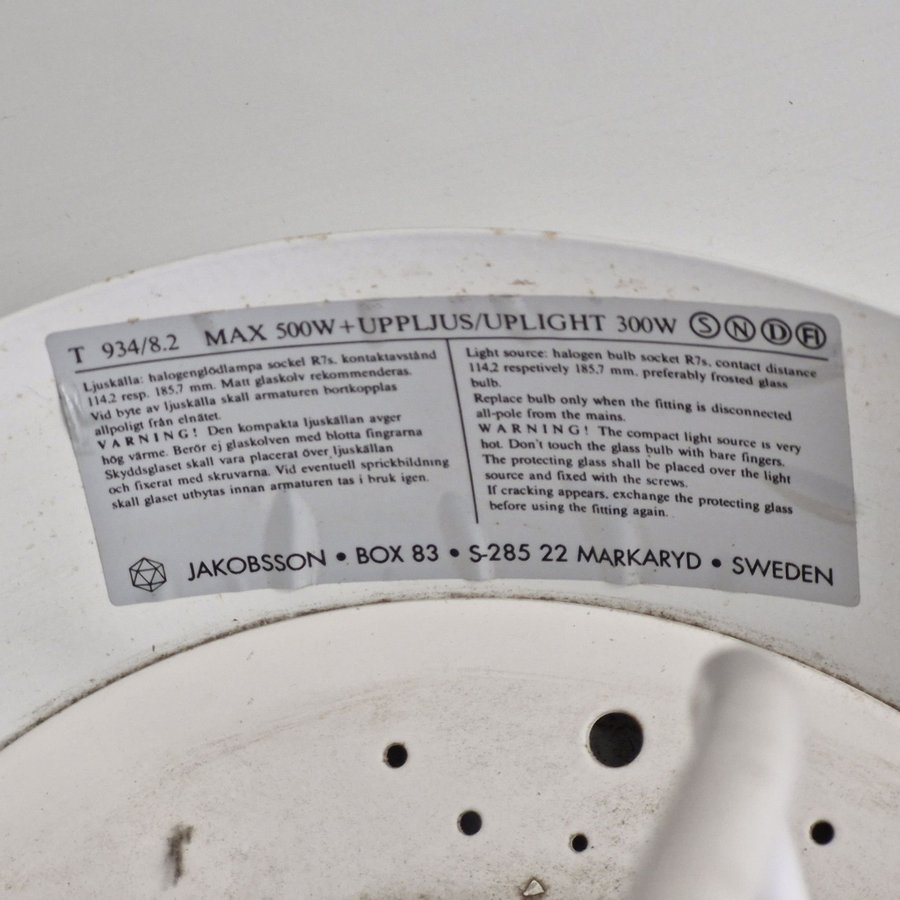 T 934/8.2 MAX 500W+UPPLJUS/UPLIGHT 300W S N D FI
Ljuskälla: halogenglödlampa sockel R7s, kontaktavstånd
114,2 resp. 185,7 mm. Matt glaskolv rekommenderas.
Vid byte av ljuskälla skall armaturen bortkopplas
allpoligt från elnätet.
VARNING! Den kompakta ljuskällan avger
hög värme. Berör ej glaskolven med blotta fingrarna
Skyddsglaset skall vara placerat över ljuskällan
och fixerat med skruvarna. Vid eventuell sprickbildning
skall glaset utbytas innan armaturen tas i bruk igen.
Light source: halogen bulb socket R7s, contact distance
114,2 respetively 185,7 mm, preferably frosted glass
bulb.
Replace bulb only when the fitting is disconnected
all-pole from the mains.
WARNING! The compact light source is very
hot. Don't touch the glass bulb with bare fingers.
The protecting glass shall be placed over the light
source and fixed with the screws.
If cracking appears, exchange the protecting glass
before using the fitting again.
JAKOBSSON • BOX 83 • S-285 22 MARKARYD • SWEDEN